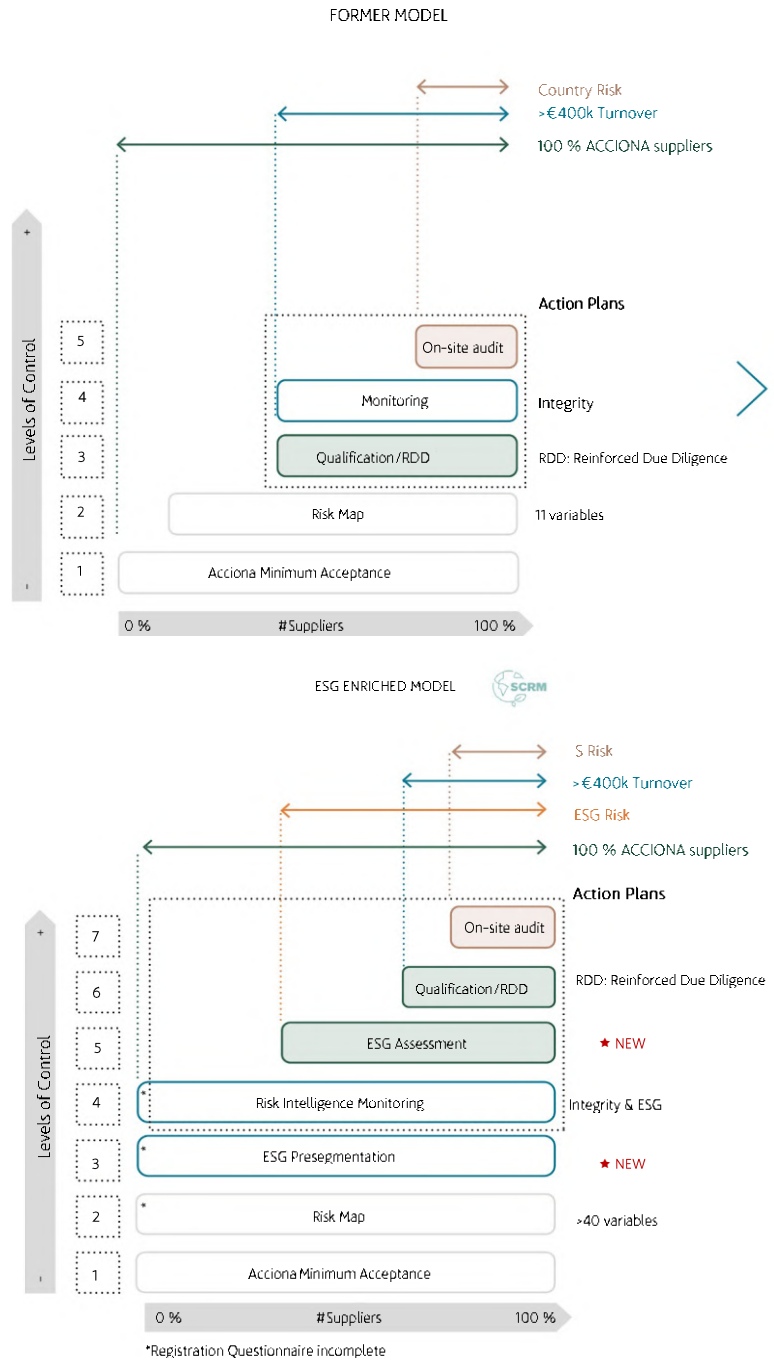 FORMER MODEL
Country Risk
>€400k Turnover
100 % ACCIONA suppliers
+
Levels of Control
-
Action Plans
5
On-site audit
4
Monitoring
Integrity
3
Qualification/RDD
RDD: Reinforced Due Diligence
2
Risk Map
11 variables
1
Acciona Minimum Acceptance
0 %
#Suppliers
100 %
ESG ENRICHED MODEL
SCRM
S Risk
>€400k Turnover
ESG Risk
100 % ACCIONA suppliers
+
Levels of Control
-
Action Plans
7
On-site audit
6
Qualification/RDD
RDD: Reinforced Due Diligence
5
ESG Assessment
★ NEW
4
* Risk Intelligence Monitoring
Integrity & ESG
3
* ESG Presegmentation
★ NEW
2
* Risk Map
>40 variables
1
Acciona Minimum Acceptance
0 %
#Suppliers
100 %
*Registration Questionnaire incomplete